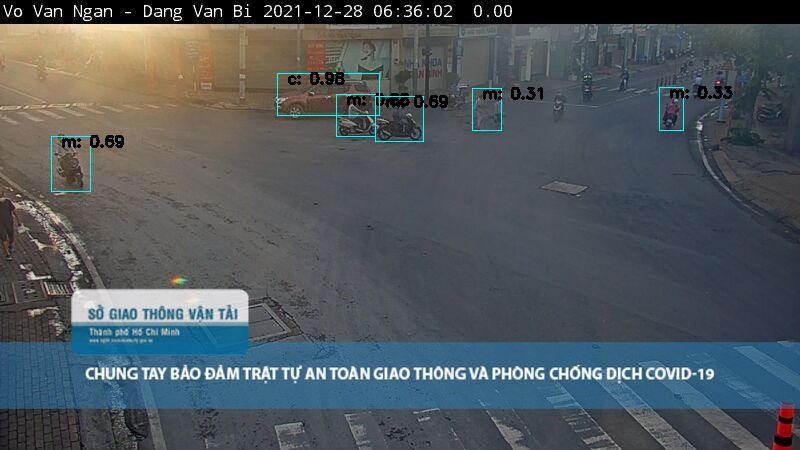 Vo Van Ngan - Dang Van Bi 2021-12-28 06:36:02 0.00
c: 0.98
m: 0.69
m: 0.31
m: 0.33
m: 0.69
SỞ GIAO THÔNG VẬN TẢI
Thành phố Hồ Chí Minh
CHUNG TAY BẢO ĐẢM TRẬT TỰ AN TOÀN GIAO THÔNG VÀ PHÒNG CHỐNG DỊCH COVID-19